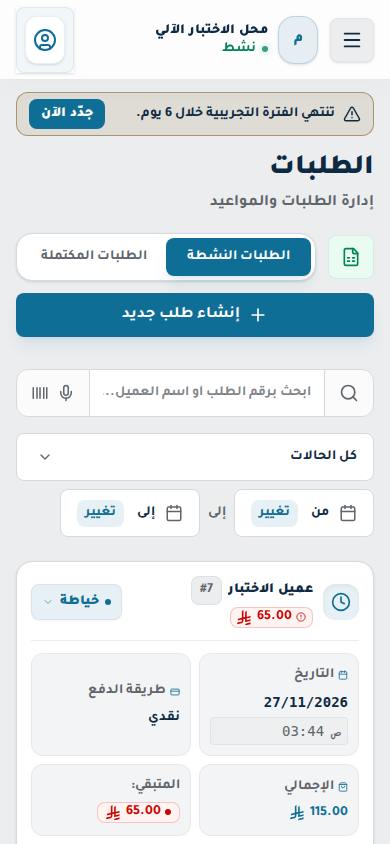 م
محل الاختبار الآلي
نشط
تنتهي الفترة التجريبية خلال 6 يوم.
جدّد الآن
الطلبات
إدارة الطلبات والمواعيد
الطلبات النشطة
الطلبات المكتملة
إنشاء طلب جديد
ابحث برقم الطلب او اسم العميل...
كل الحالات
من
تغيير
إلى
إلى
تغيير
عميل الاختبار
#7
65.00
خياطة
التاريخ
27/11/2026
03:44 ص
طريقة الدفع
نقدي
الإجمالي
115.00
المتبقي:
65.00